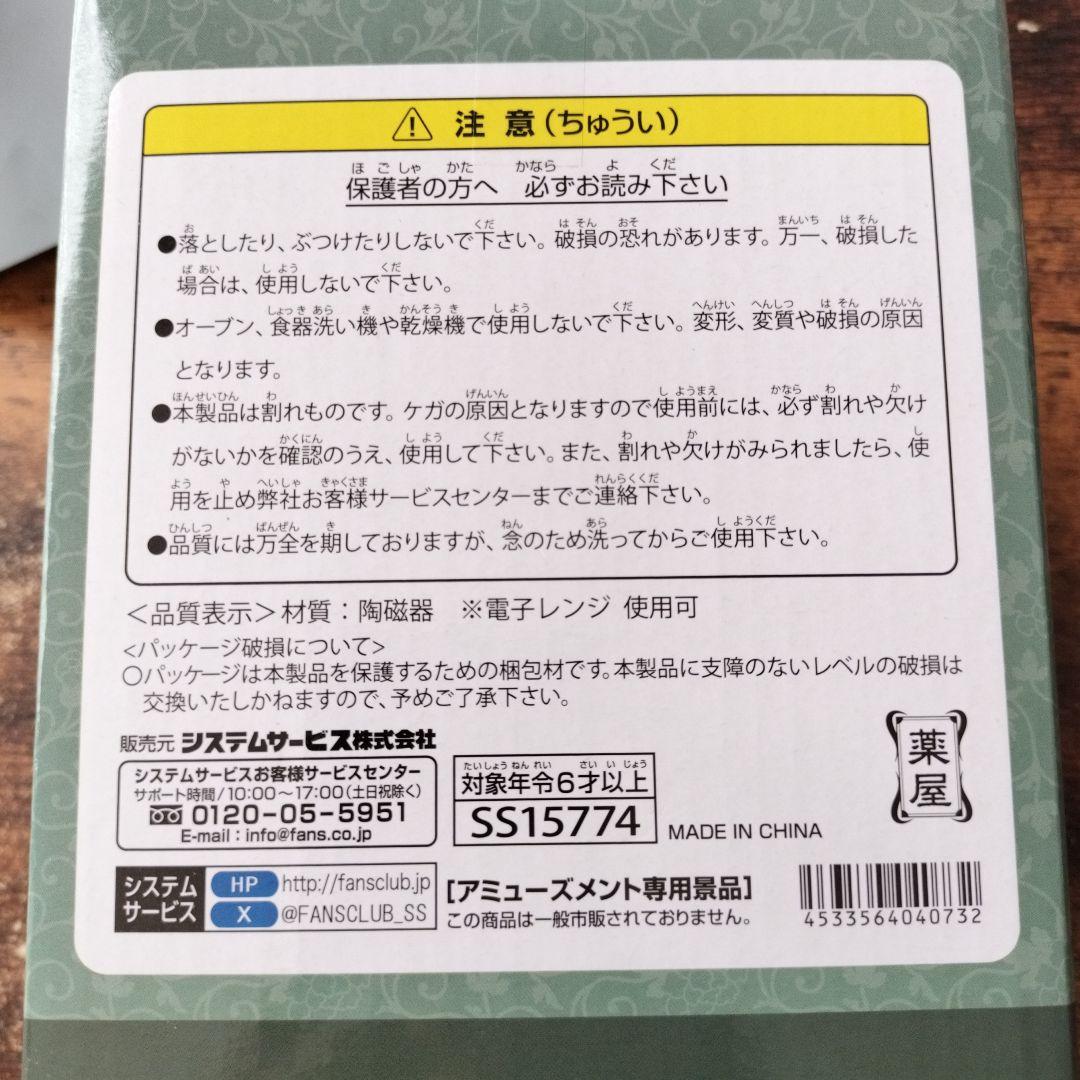 ⚠ 注意(ちゅうい)
保護者の方へ 必ずお読み下さい
●落としたり、ぶつけたりしないで下さい。破損の恐れがあります。万一、破損した
場合は、使用しないで下さい。
●オーブン、食器洗い機や乾燥機で使用しないで下さい。変形、変質や破損の原因
となります。
●本製品は割れものです。ケガの原因となりますので使用前には、必ず割れや欠け
がないかを確認のうえ、使用して下さい。また、割れや欠けがみられましたら、使
用を止め弊社お客様サービスセンターまでご連絡下さい。
●品質には万全を期しておりますが、念のため洗ってからご使用下さい。
<品質表示>材質:陶磁器 ※電子レンジ 使用可
<パッケージ破損について>
○パッケージは本製品を保護するための梱包材です。本製品に支障のないレベルの破損は
交換いたしかねますので、予めご了承下さい。
販売元 システムサービス株式会社
システムサービスお客様サービスセンター
サポート時間/10:00〜17:00(土日祝除く)
0120-05-5951
E-mail:info@fans.co.jp
対象年令6才以上
SS15774
MADE IN CHINA
薬屋
システム
サービス
HP http://fansclub.jp
X @FANSCLUB_SS
[アミューズメント専用景品]
この商品は一般市販されておりません。
4533564040732